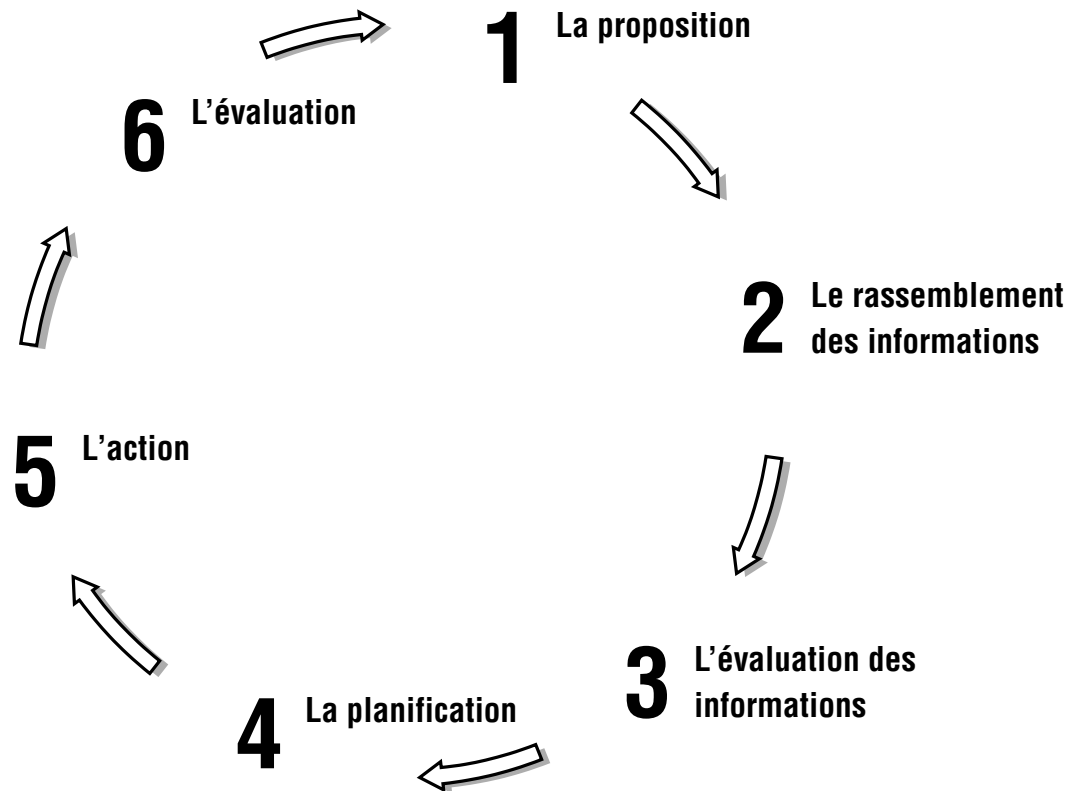 1 La proposition
2 Le rassemblement
des informations
3 L’évaluation des
informations
4 La planification
5 L’action
6 L’évaluation